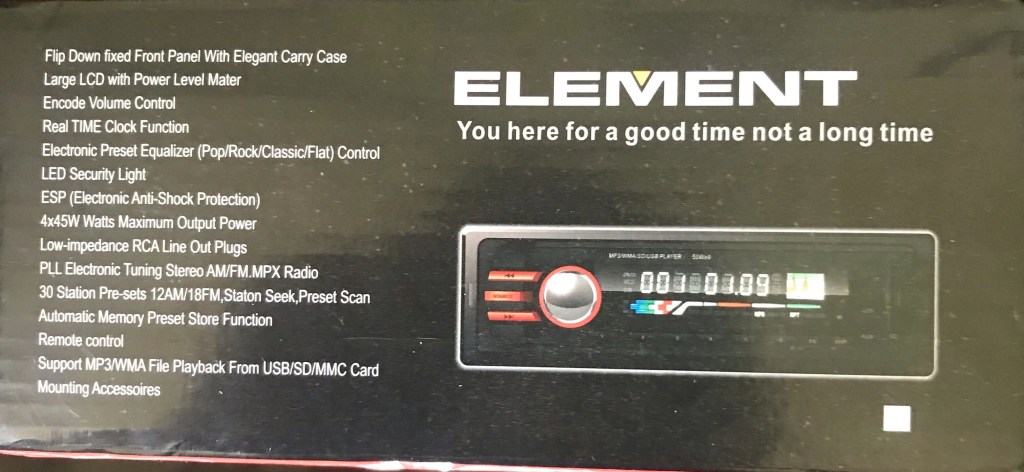 Flip Down fixed Front Panel With Elegant Carry Case
Large LCD with Power Level Mater
Encode Volume Control
Real TIME Clock Function
Electronic Preset Equalizer (Pop/Rock/Classic/Flat) Control
LED Security Light
ESP (Electronic Anti-Shock Protection)
4x45W Watts Maximum Output Power
Low-impedance RCA Line Out Plugs
PLL Electronic Tuning Stereo AM/FM.MPX Radio
30 Station Pre-sets 12AM/18FM,Staton Seek,Preset Scan
Automatic Memory Preset Store Function
Remote control
Support MP3/WMA File Playback From USB/SD/MMC Card
Mounting Accessoires
ELEMENT
You here for a good time not a long time
MP3/WMA/SD/USB PLAYER